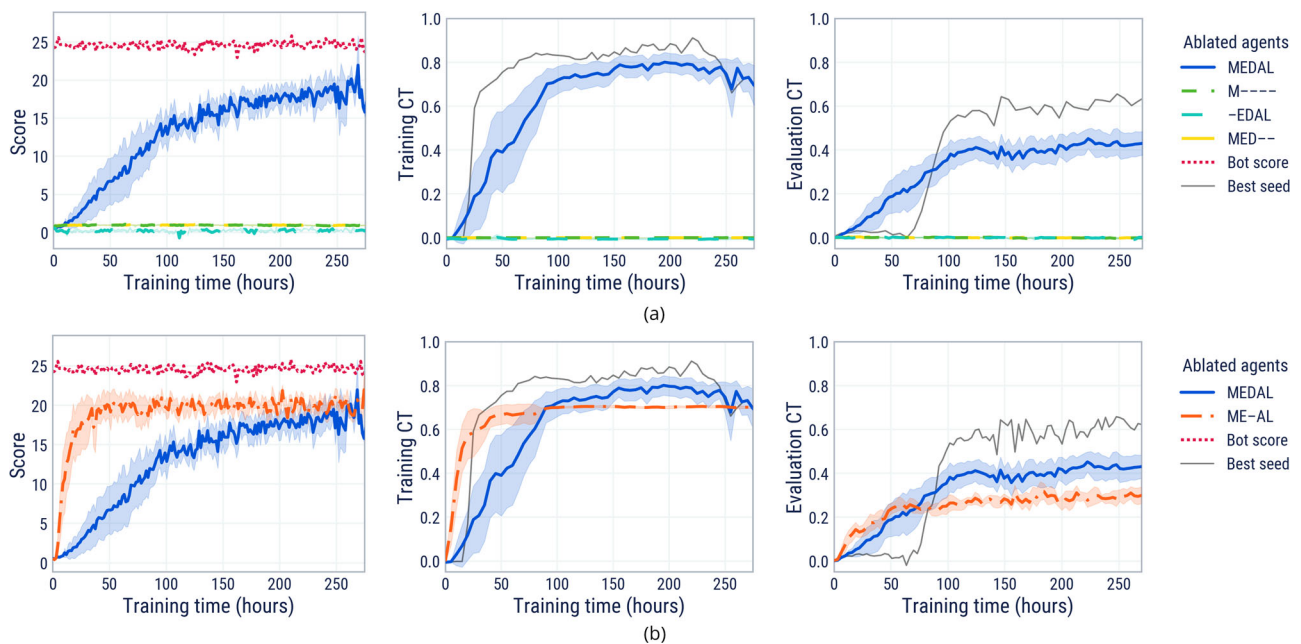 Score
25
20
15
10
5
0
0 50 100 150 200 250
Training time (hours)
Training CT
1.0
0.8
0.6
0.4
0.2
0.0
0 50 100 150 200 250
Training time (hours)
Evaluation CT
1.0
0.8
0.6
0.4
0.2
0.0
0 50 100 150 200 250
Training time (hours)
Ablated agents
MEDAL
M----
-EDAL
MED--
Bot score
Best seed
(a)
Score
25
20
15
10
5
0
0 50 100 150 200 250
Training time (hours)
Training CT
1.0
0.8
0.6
0.4
0.2
0.0
0 50 100 150 200 250
Training time (hours)
Evaluation CT
1.0
0.8
0.6
0.4
0.2
0.0
0 50 100 150 200 250
Training time (hours)
Ablated agents
MEDAL
ME-AL
Bot score
Best seed
(b)